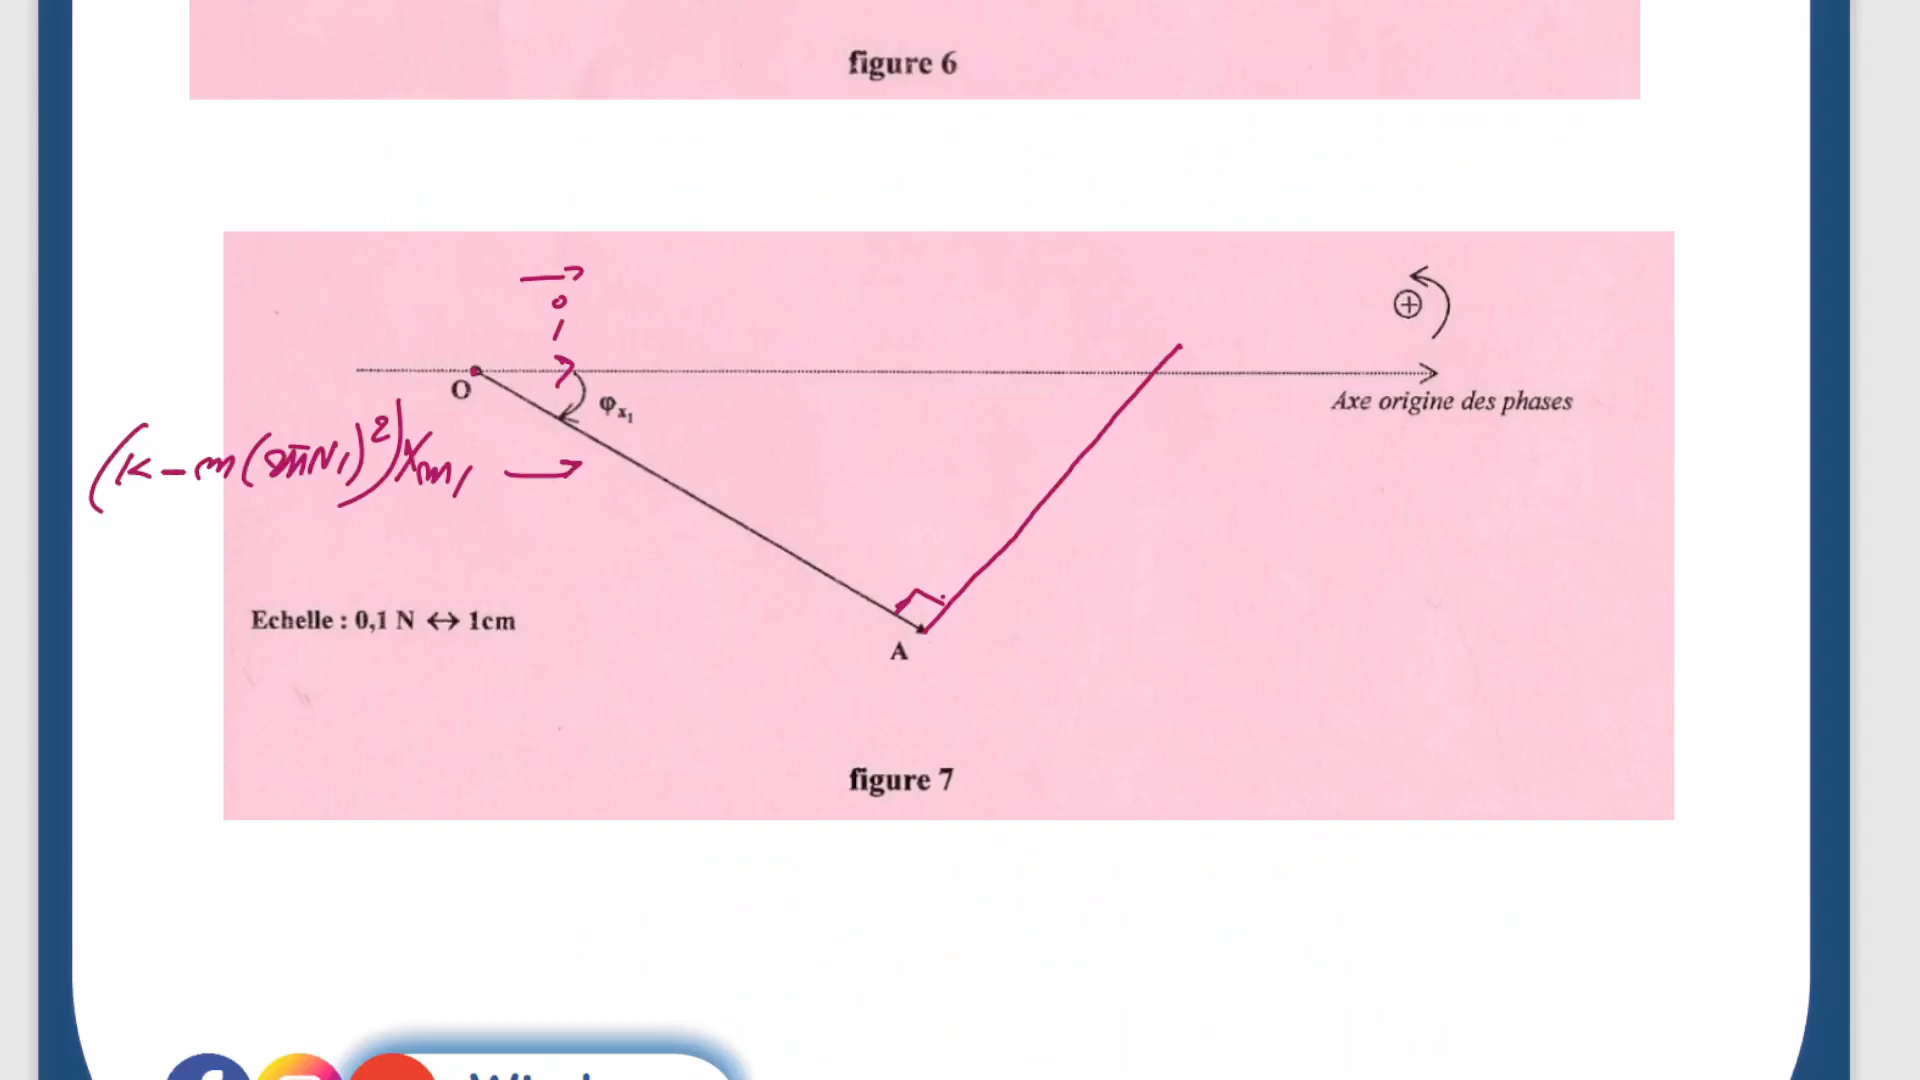 figure 6
O
φx₁
(K - m(2πN₁)²)Xm₁
Axe origine des phases
Echelle : 0,1 N ↔ 1cm
A
figure 7